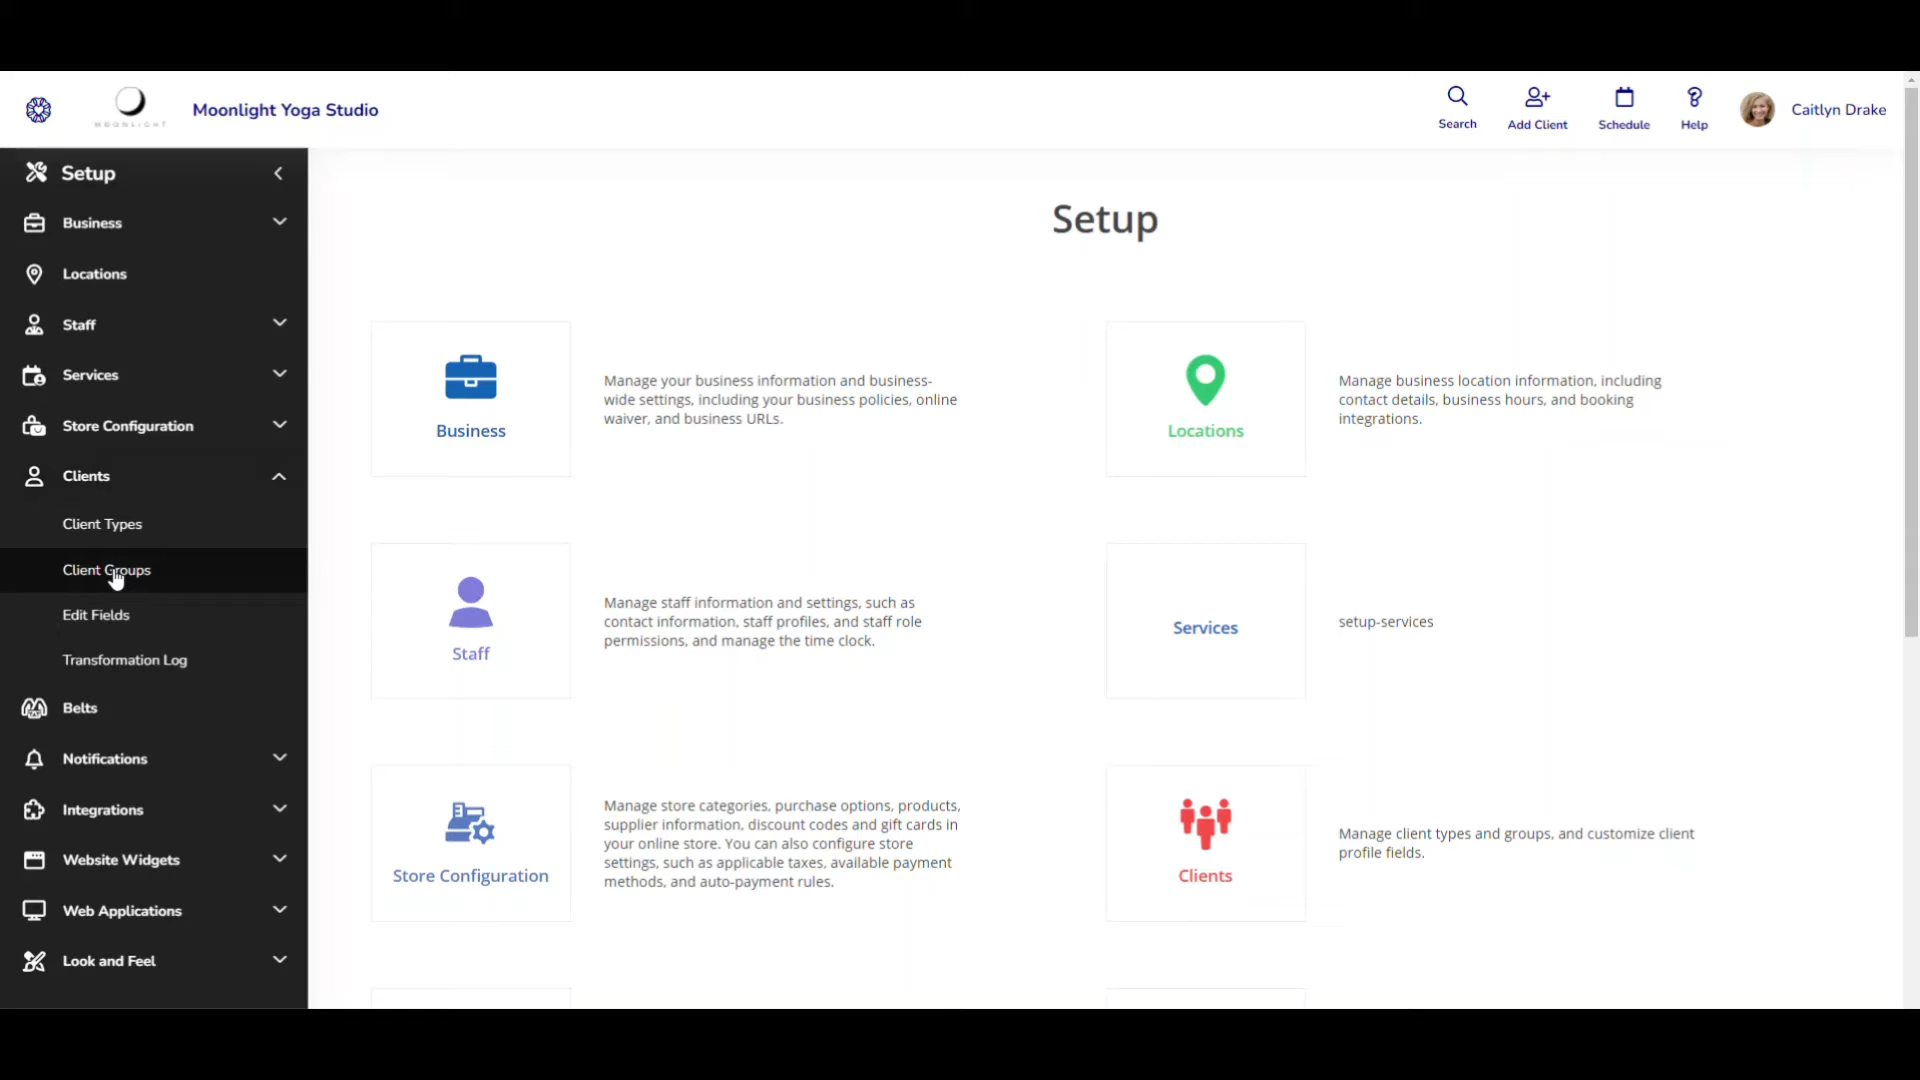 MOONLIGHT
Moonlight Yoga Studio
Search
Add Client
Schedule
Help
Caitlyn Drake
Setup
Business
Locations
Staff
Services
Store Configuration
Clients
Client Types
Client Groups
Edit Fields
Transformation Log
Belts
Notifications
Integrations
Website Widgets
Web Applications
Look and Feel
Setup
Business
Manage your business information and business-
wide settings, including your business policies, online
waiver, and business URLs.
Locations
Manage business location information, including
contact details, business hours, and booking
integrations.
Staff
Manage staff information and settings, such as
contact information, staff profiles, and staff role
permissions, and manage the time clock.
Services
setup-services
Store Configuration
Manage store categories, purchase options, products,
supplier information, discount codes and gift cards in
your online store. You can also configure store
settings, such as applicable taxes, available payment
methods, and auto-payment rules.
Clients
Manage client types and groups, and customize client
profile fields.